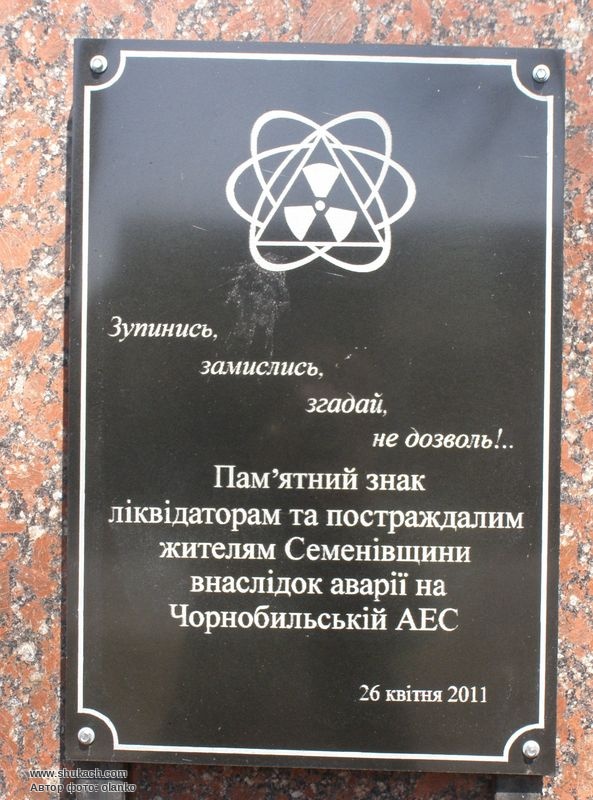 Зупинись,
замислись,
згадай,
не дозволь!..
Пам’ятний знак
ліквідаторам та постраждалим
жителям Семенівщини
внаслідок аварії на
Чорнобильській АЕС
26 квітня 2011
www.shukach.com
Автор фото: olanko